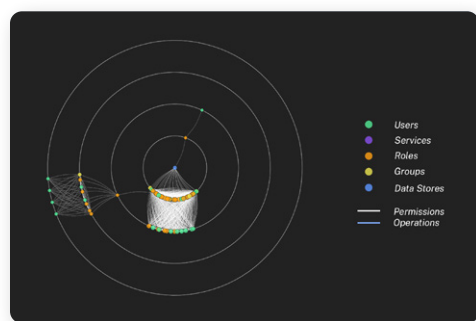 Users
Services
Roles
Groups
Data Stores
Permissions
Operations